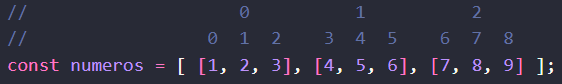 //                        0             1             2
//                    0   1   2     3   4   5     6   7   8
const numeros = [ [1, 2, 3], [4, 5, 6], [7, 8, 9] ];